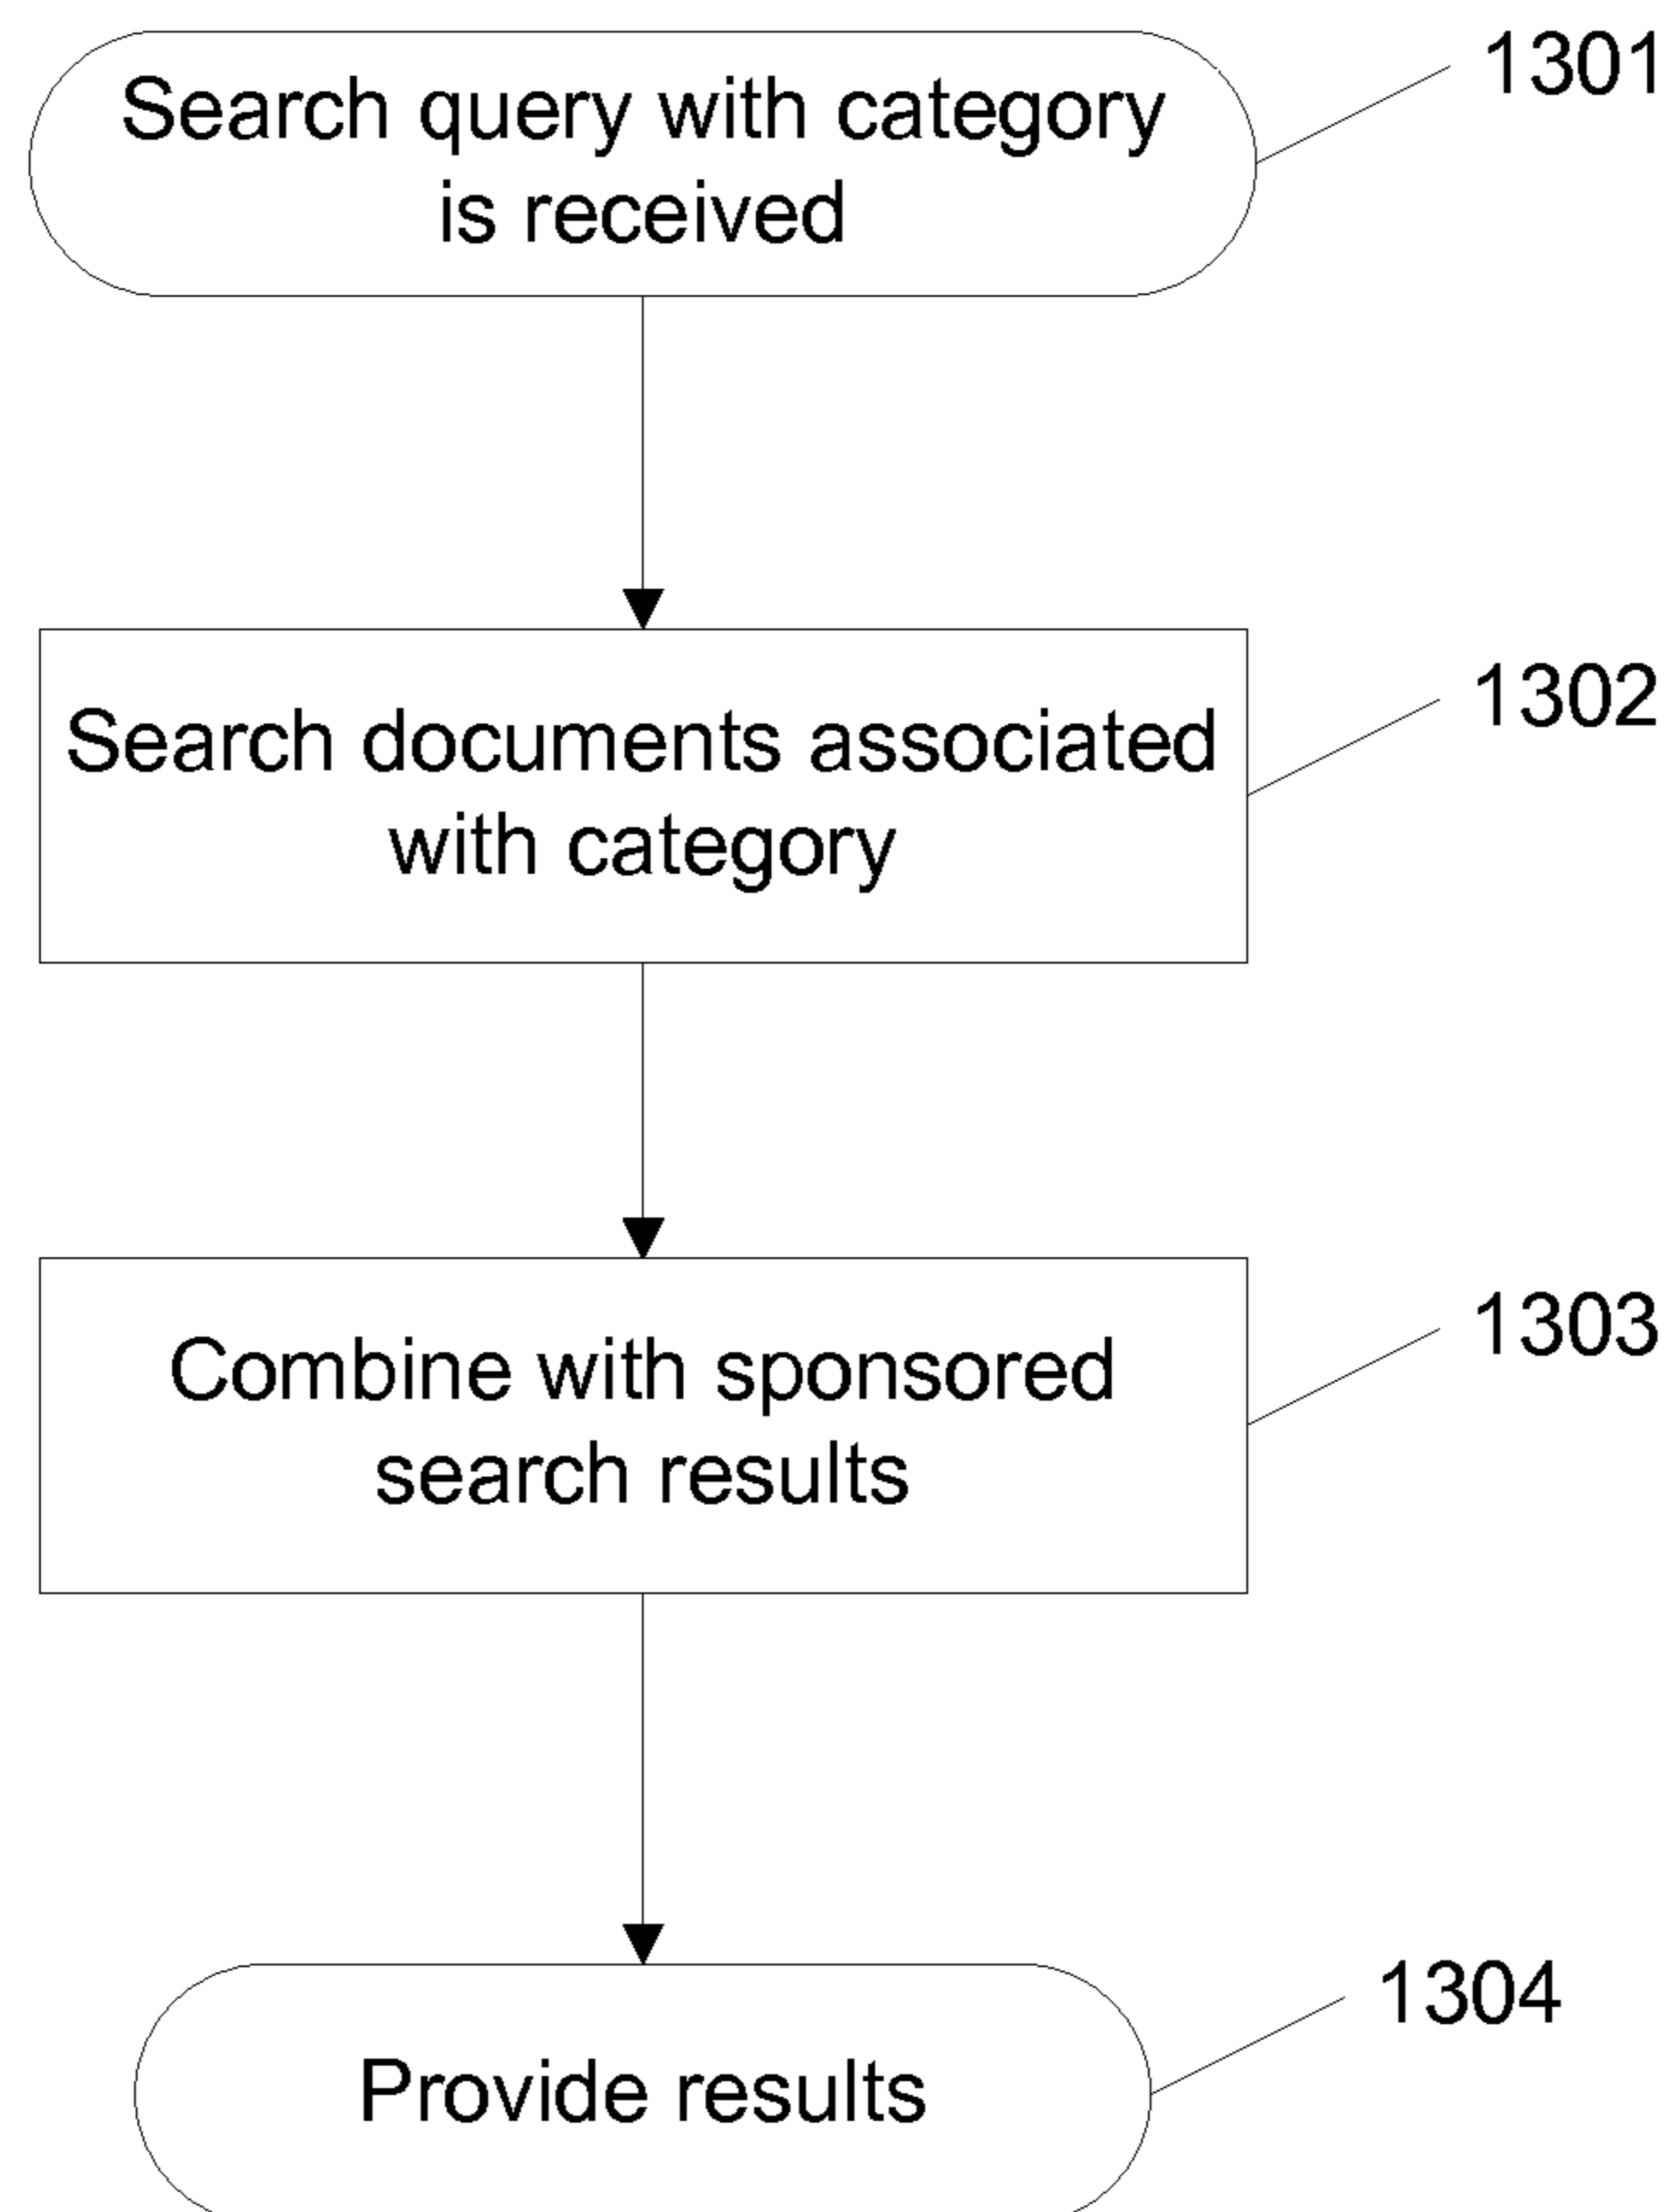 Search query with category
is received
1301
Search documents associated
with category
1302
Combine with sponsored
search results
1303
Provide results
1304